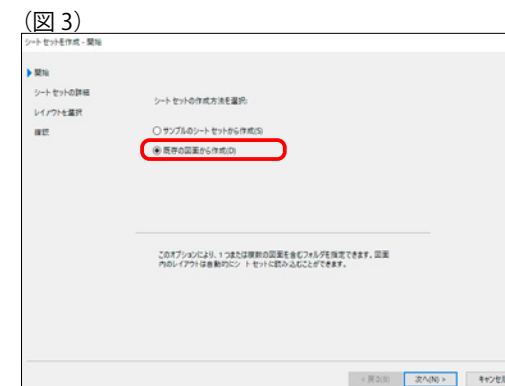 （図 3）
シート セットを作成 - 開始
開始
シート セットの詳細
レイアウトを選択
確認
シート セットの作成方法を選択:
サンプルのシート セットから作成(S)
既存の図面から作成(D)
このオプションにより、1 つまたは複数の図面を含むフォルダを指定できます。図面
内のレイアウトは自動的にシート セットに読み込むことができます。
< 戻る(B)
次へ(N) >
キャンセル